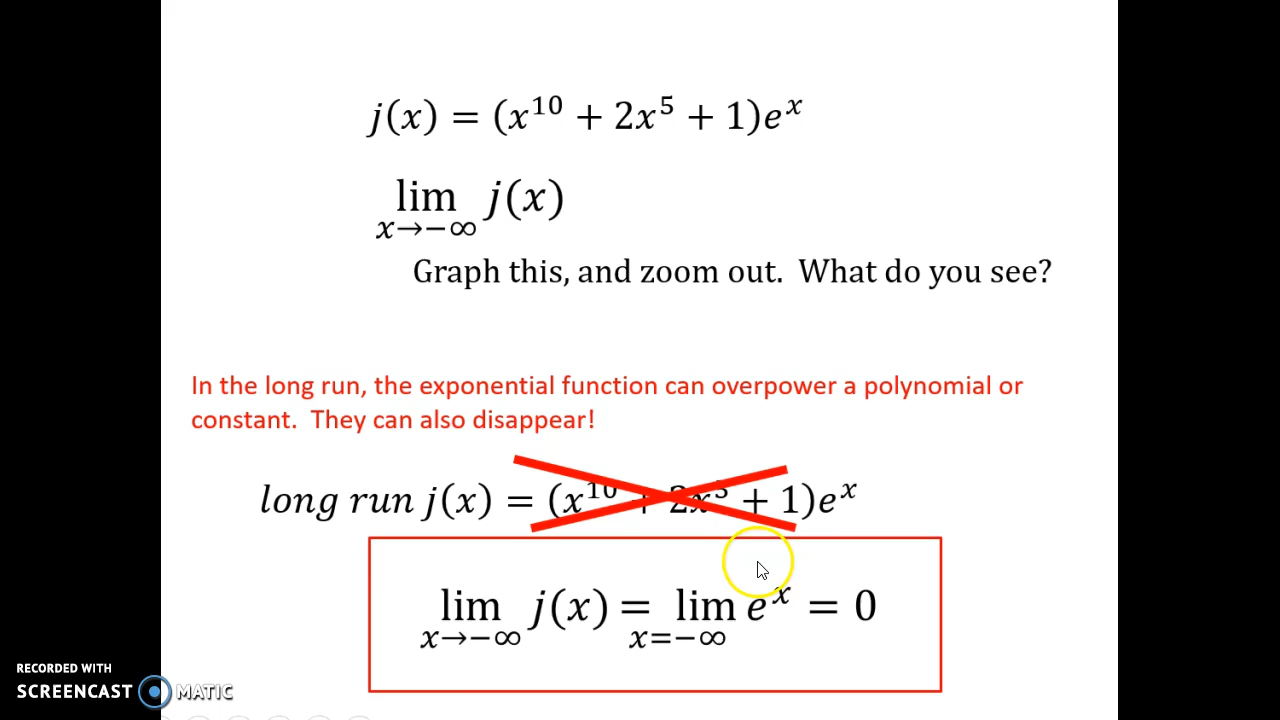 j(x) = (x¹⁰ + 2x⁵ + 1)eˣ
lim j(x)
x→−∞
Graph this, and zoom out. What do you see?
In the long run, the exponential function can overpower a polynomial or
constant. They can also disappear!
long run j(x) = (x¹⁰ + 2x⁵ + 1)eˣ
lim j(x) = lim eˣ = 0
x→−∞ x=−∞
RECORDED WITH
SCREENCAST MATIC